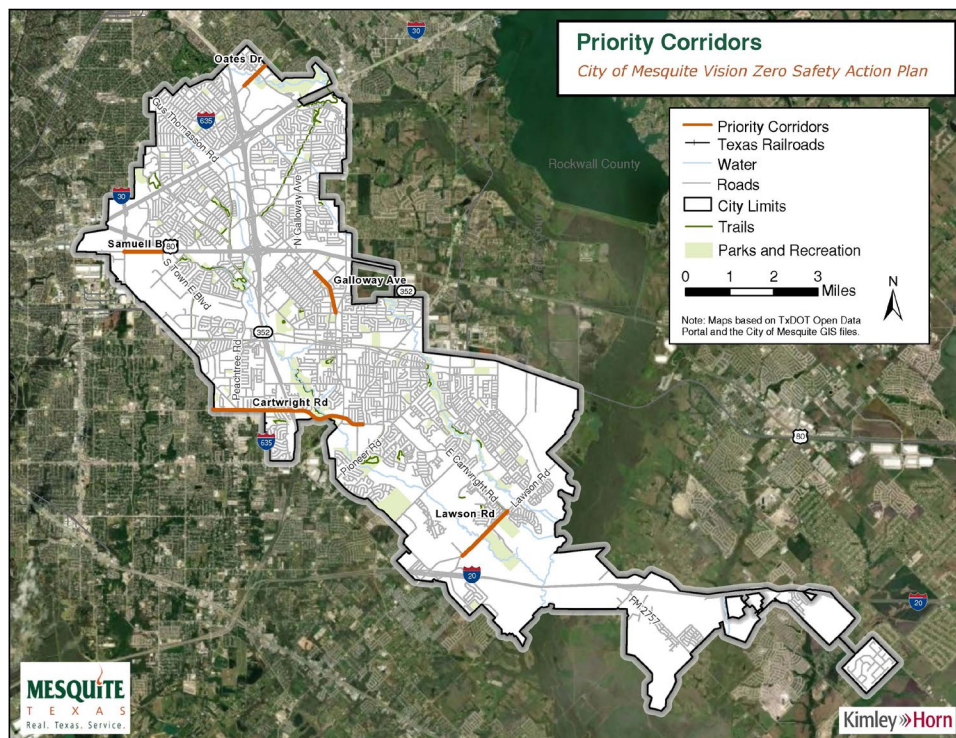 Priority Corridors
City of Mesquite Vision Zero Safety Action Plan
Priority Corridors
Texas Railroads
Water
Roads
City Limits
Trails
Parks and Recreation
0 1 2 3
Miles
N
Note: Maps based on TxDOT Open Data
Portal and the City of Mesquite GIS files.
30
Oates Dr
635
Gus Thomasson Rd
Rockwall County
30
N Galloway Ave
Samuell Bl
80
S Town E Blvd
Galloway Ave
352
352
Peachtree Rd
Cartwright Rd
635
80
Pioneer Rd
E Cartwright Rd
Lawson Rd
Lawson Rd
20
FM 2757
20
MESQUITE
TEXAS
Real. Texas. Service.
Kimley»Horn